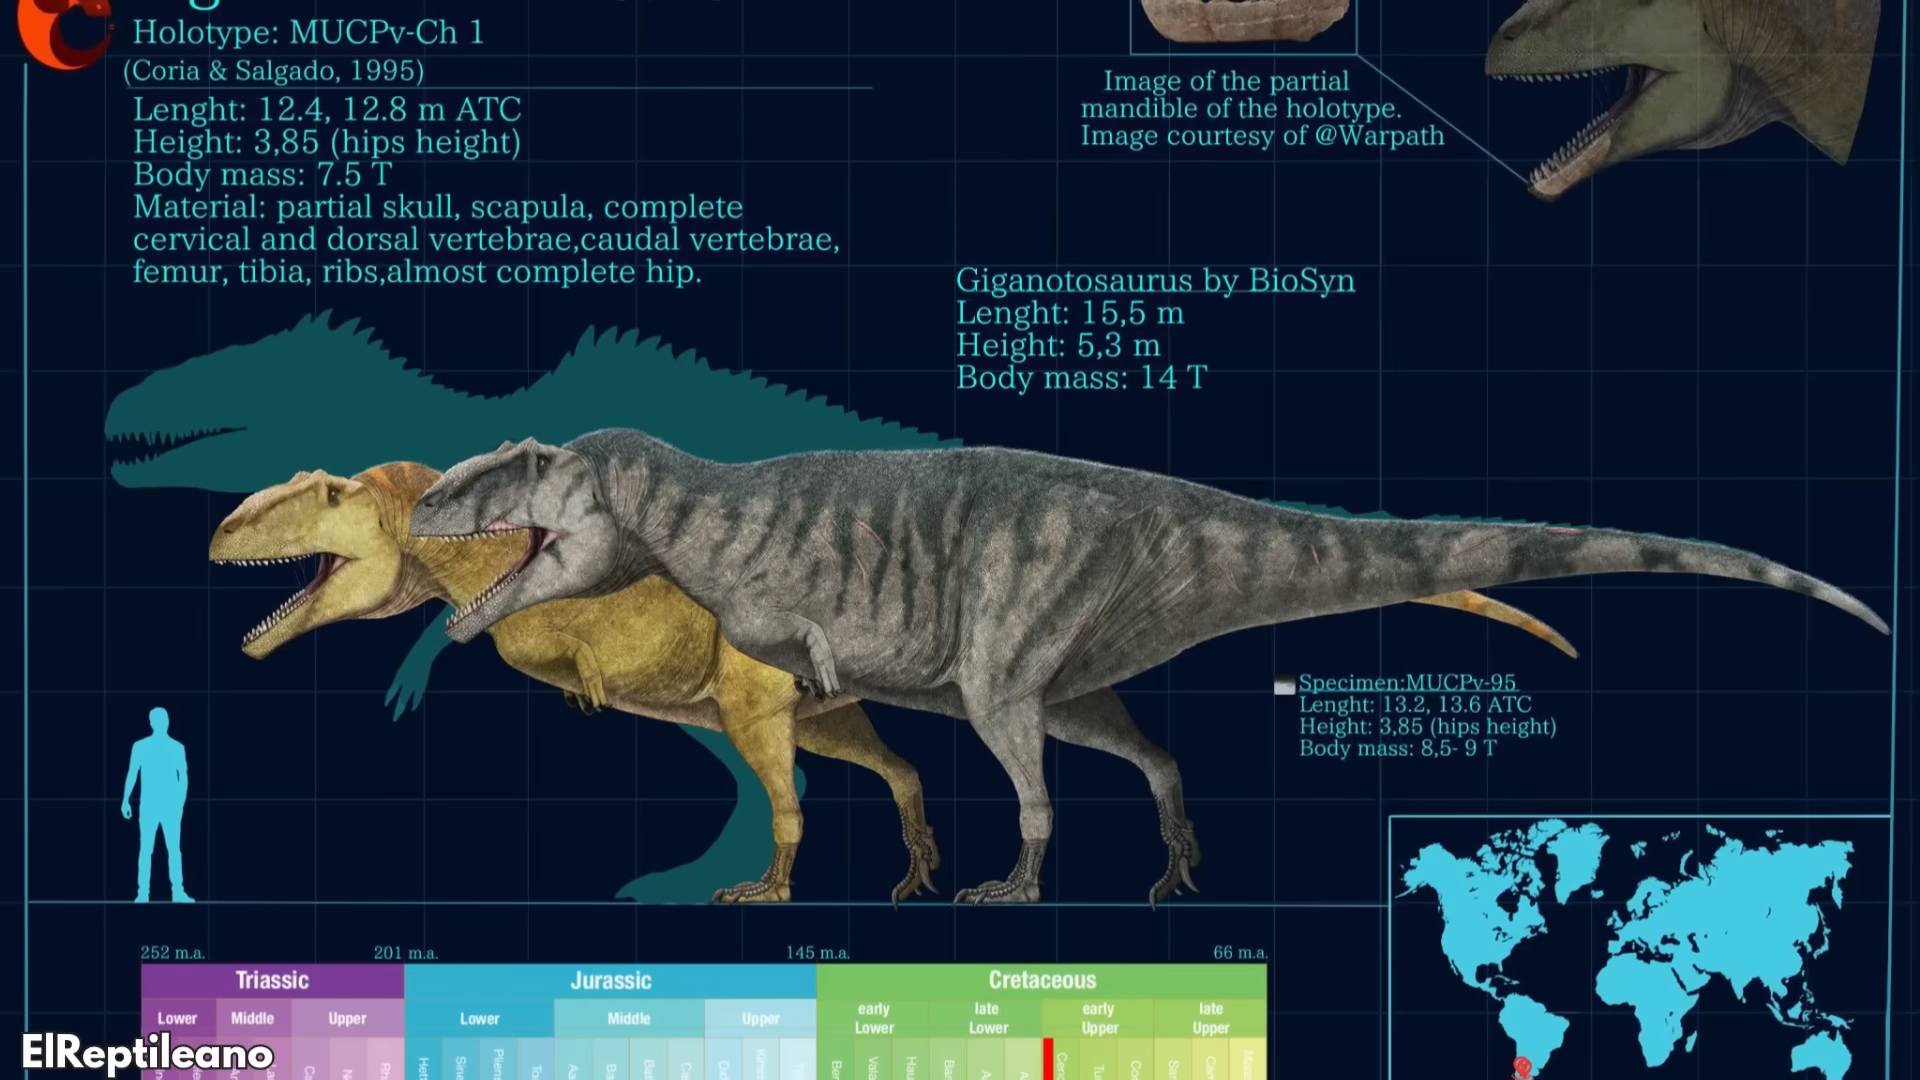 Holotype: MUCPv-Ch 1
(Coria & Salgado, 1995)
Lenght: 12.4, 12.8 m ATC
Height: 3,85 (hips height)
Body mass: 7.5 T
Material: partial skull, scapula, complete
cervical and dorsal vertebrae,caudal vertebrae,
femur, tibia, ribs,almost complete hip.
Image of the partial
mandible of the holotype.
Image courtesy of @Warpath
Giganotosaurus by BioSyn
Lenght: 15,5 m
Height: 5,3 m
Body mass: 14 T
Specimen:MUCPv-95
Lenght: 13.2, 13.6 ATC
Height: 3,85 (hips height)
Body mass: 8,5- 9 T
252 m.a. 201 m.a. 145 m.a. 66 m.a.
Triassic Jurassic Cretaceous
Lower Middle Upper Lower Middle Upper early Lower late Lower early Upper late Upper
ElReptileano